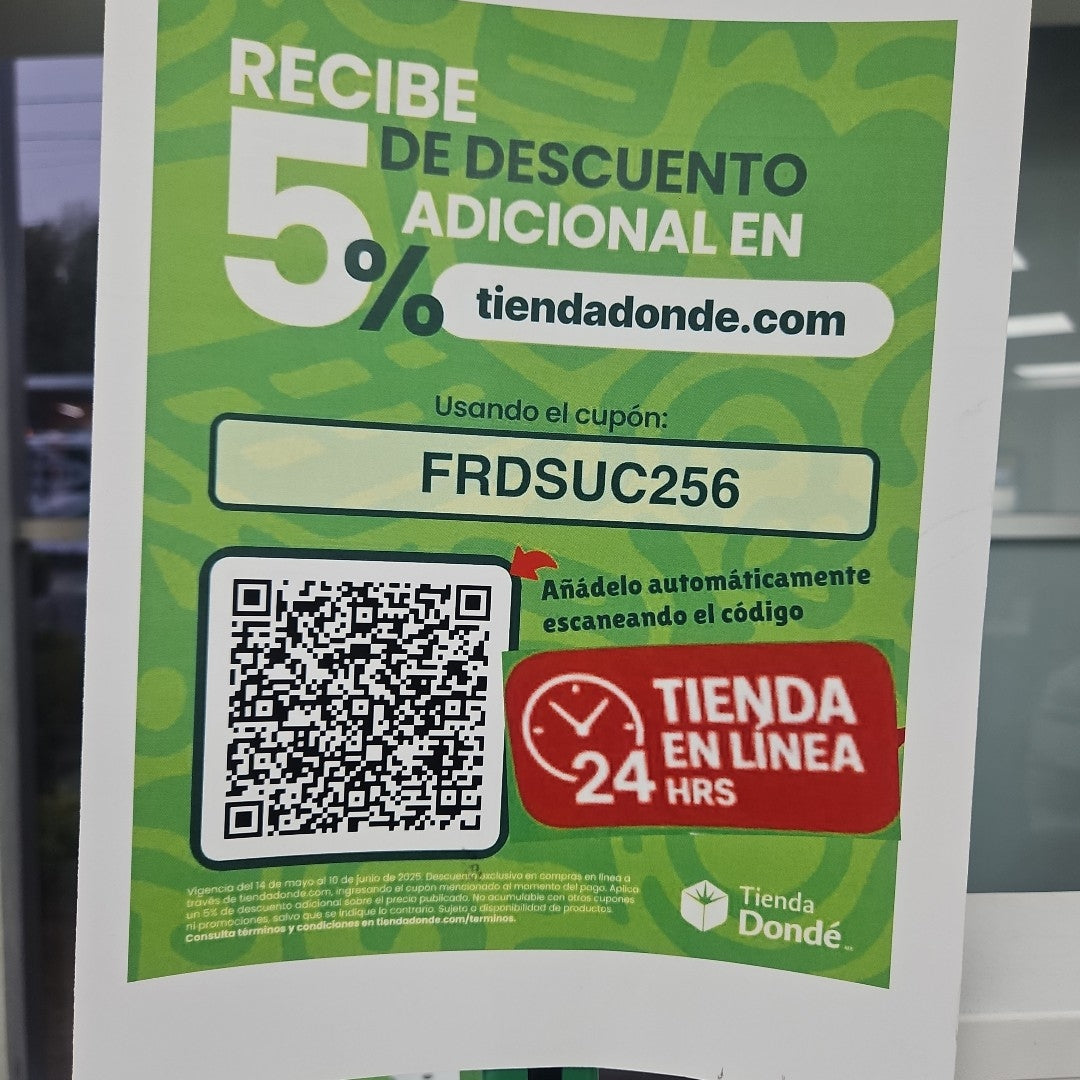 RECIBE
5%
DE DESCUENTO
ADICIONAL EN
tiendadonde.com
Usando el cupón:
FRDSUC256
Añádelo automáticamente
escaneando el código
TIENDA
EN LÍNEA
24 HRS
Vigencia del 14 de mayo al 10 de junio de 2025. Descuento exclusivo en compras en línea a
través de tiendadonde.com, ingresando el cupón mencionado al momento del pago. Aplica
un 5% de descuento adicional sobre el precio publicado. No acumulable con otros cupones
ni promociones, salvo que se indique lo contrario. Sujeto a disponibilidad de productos.
Consulta términos y condiciones en tiendadonde.com/terminos.
Tienda
Dondé